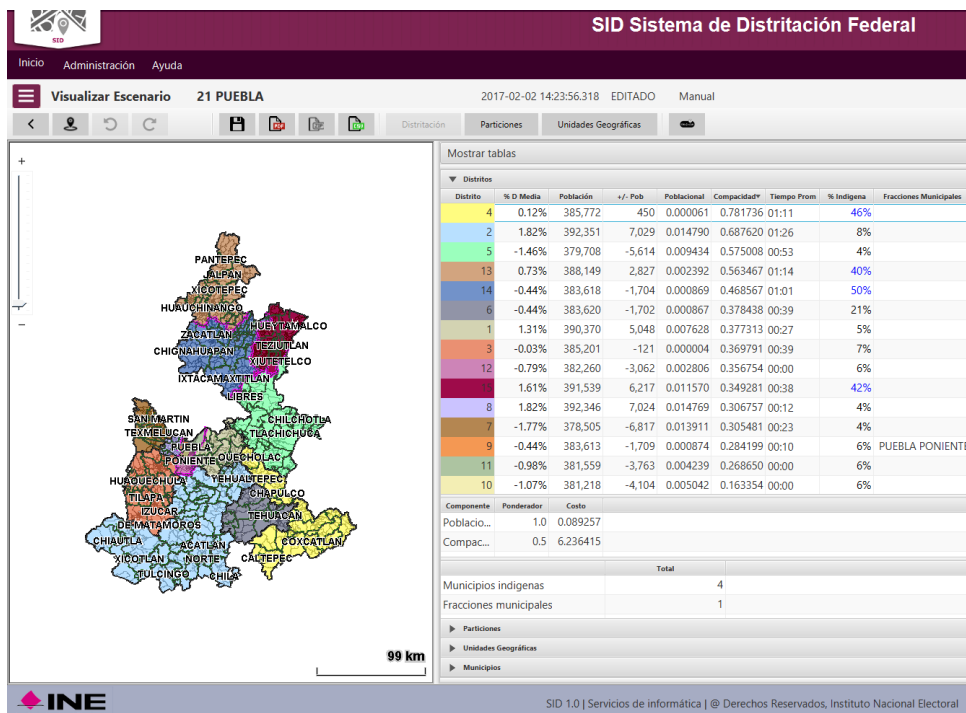 SID
SID Sistema de Distritación Federal
Inicio Administración Ayuda
Visualizar Escenario 21 PUEBLA 2017-02-02 14:23:56.318 EDITADO Manual
Distritación Particiones Unidades Geográficas
Mostrar tablas
Distritos
Distrito % D Media Población +/- Pob Poblacional Compacidad Tiempo Prom % Indigena Fracciones Municipales
4 0.12% 385,772 450 0.000061 0.781736 01:11 46%
2 1.82% 392,351 7,029 0.014790 0.687620 01:26 8%
5 -1.46% 379,708 -5,614 0.009434 0.575008 00:53 4%
13 0.73% 388,149 2,827 0.002392 0.563467 01:14 40%
14 -0.44% 383,618 -1,704 0.000869 0.468567 01:01 50%
6 -0.44% 383,620 -1,702 0.000867 0.378438 00:39 21%
1 1.31% 390,370 5,048 0.007628 0.377313 00:27 5%
3 -0.03% 385,201 -121 0.000004 0.369791 00:39 7%
12 -0.79% 382,260 -3,062 0.002806 0.356754 00:00 6%
1.61% 391,539 6,217 0.011570 0.349281 00:38 42%
8 1.82% 392,346 7,024 0.014769 0.306757 00:12 4%
7 -1.77% 378,505 -6,817 0.013911 0.305481 00:23 4%
9 -0.44% 383,613 -1,709 0.000874 0.284199 00:10 6% PUEBLA PONIENTE
11 -0.98% 381,559 -3,763 0.004239 0.268650 00:00 6%
10 -1.07% 381,218 -4,104 0.005042 0.163354 00:00 6%
Componente Ponderador Costo
Poblacio... 1.0 0.089257
Compac... 0.5 6.236415
Total
Municipios indigenas 4
Fracciones municipales 1
Particiones
Unidades Geográficas
Municipios
PANTEPEC
JALPAN
XICOTEPEC
HUAUCHINANGO
HUEYTAMALCO
ZACATLAN
TEZIUTLAN
CHIGNAHUAPAN
XIUTETELCO
IXTACAMAXTITLAN
LIBRES
SAN MARTIN
TEXMELUCAN
CHILCHOTLA
TLACHICHUCA
PUEBLA
PONIENTE
QUECHOLAC
HUAQUECHULA
YEHUALTEPEC
CHAPULCO
TILAPA
IZUCAR
DE MATAMOROS
TEHUACAN
CHIAUTLA
ACATLAN
COXCATLAN
XICOTLAN
NORTE
CALTEPEC
TULCINGO
CHILA
99 km
INE
SID 1.0 | Servicios de informática | @ Derechos Reservados, Instituto Nacional Electoral